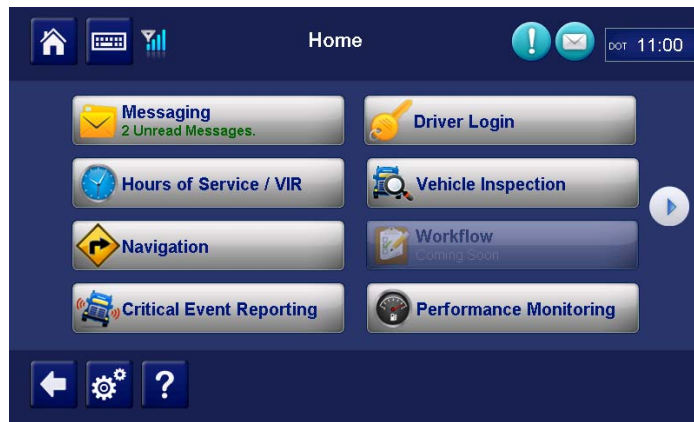 Home
DOT 11:00
Messaging
2 Unread Messages.
Driver Login
Hours of Service / VIR
Vehicle Inspection
Navigation
Workflow
Coming Soon
Critical Event Reporting
Performance Monitoring
?